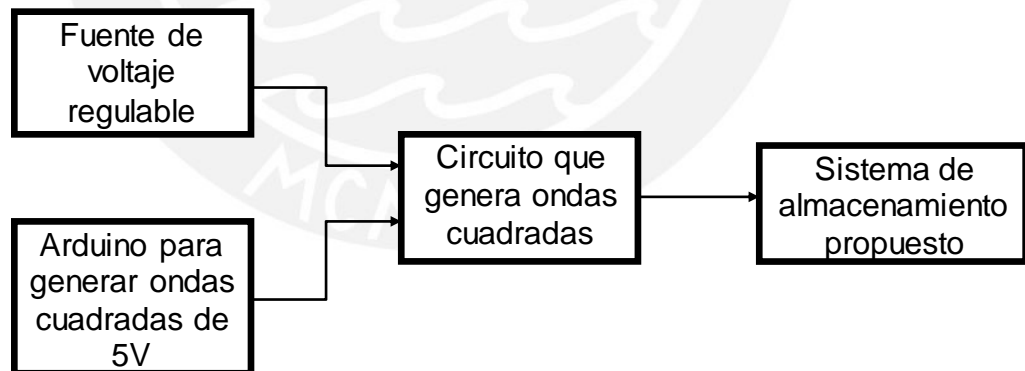 Fuente de
voltaje
regulable
Arduino para
generar ondas
cuadradas de
5V
Circuito que
genera ondas
cuadradas
Sistema de
almacenamiento
propuesto